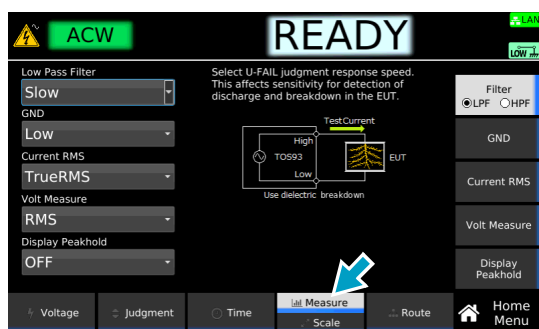 ACW
READY
LAN
LOW
Low Pass Filter
Slow
GND
Low
Current RMS
TrueRMS
Volt Measure
RMS
Display Peakhold
OFF
Select U-FAIL judgment response speed.
This affects sensitivity for detection of
discharge and breakdown in the EUT.
TestCurrent
High
TOS93
EUT
Low
Use dielectric breakdown
Filter
LPF HPF
GND
Current RMS
Volt Measure
Display
Peakhold
Voltage
Judgment
Time
Measure
Scale
Route
Home
Menu